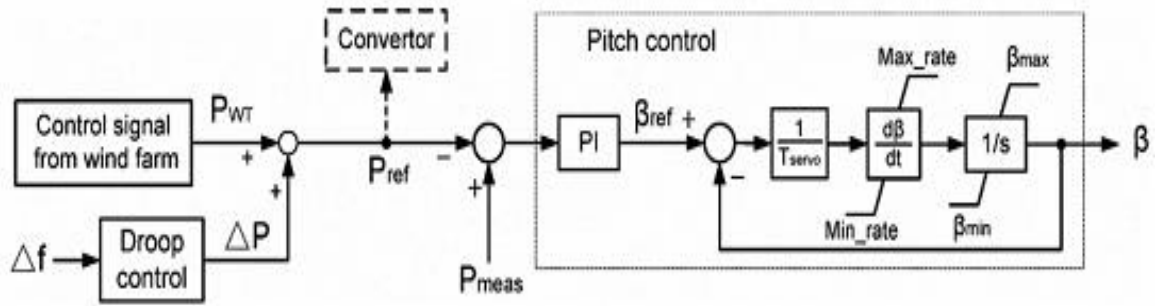 Convertor
Pitch control
Max_rate
βmax
Control signal
from wind farm
PWT
+
+
Pref
−
+
PI
βref
+
−
1
Tservo
dβ
dt
1/s
β
Min_rate
βmin
△f
Droop
control
△P
Pmeas